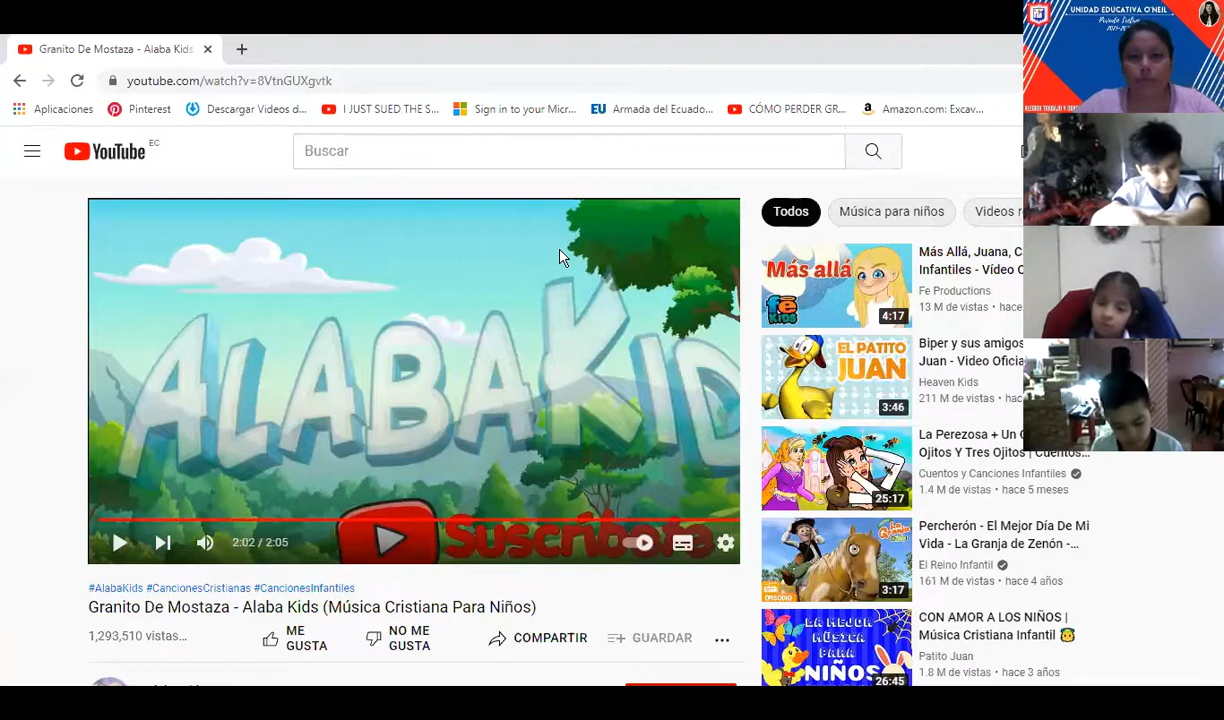 Granito De Mostaza - Alaba Kids
youtube.com/watch?v=8VtnGUXgvtk
Aplicaciones
Pinterest
Descargar Videos d...
I JUST SUED THE S...
Sign in to your Micr...
EU Armada del Ecuado...
CÓMO PERDER GR...
Amazon.com: Excav...
UNIDAD EDUCATIVA O'NEIL
YouTube EC
Buscar
ALABAKID
Suscríbete
2:02 / 2:05
#AlabaKids #CancionesCristianas #CancionesInfantiles
Granito De Mostaza - Alaba Kids (Música Cristiana Para Niños)
1,293,510 vistas...
ME GUSTA
NO ME GUSTA
COMPARTIR
GUARDAR
Todos
Música para niños
Videos r
Más allá
fe KIDS
4:17
Más Allá, Juana, C
Infantiles - Vídeo O
Fe Productions
13 M de vistas • hace
EL PATITO
JUAN
3:46
Biper y sus amigos
Juan - Video Oficia
Heaven Kids
211 M de vistas • hac
25:17
La Perezosa + Un
Ojitos Y Tres Ojitos | Cuentos...
Cuentos y Canciones Infantiles
1.4 M de vistas • hace 5 meses
EPISODIO
3:17
Percherón - El Mejor Día De Mi
Vida - La Granja de Zenón -...
El Reino Infantil
161 M de vistas • hace 4 años
LA MEJOR
MÚSICA
PARA
NIÑOS
26:45
CON AMOR A LOS NIÑOS |
Música Cristiana Infantil
Patito Juan
1.8 M de vistas • hace 3 años